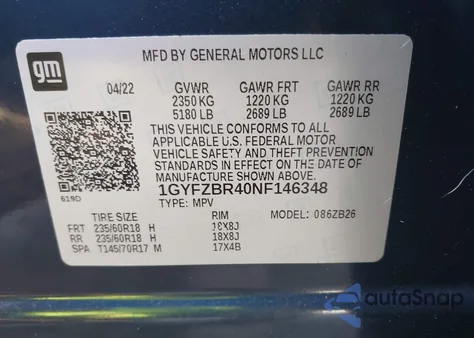 gm
MFD BY GENERAL MOTORS LLC
04/22 GVWR GAWR FRT GAWR RR
2350 KG 1220 KG 1220 KG
5180 LB 2689 LB 2689 LB
THIS VEHICLE CONFORMS TO ALL
APPLICABLE U.S. FEDERAL MOTOR
VEHICLE SAFETY AND THEFT PREVENTION
STANDARDS IN EFFECT ON THE DATE OF
MANUFACTURE SHOWN ABOVE.
1GYFZBR40NF146348
619D
TYPE: MPV MODEL: 086ZB26
TIRE SIZE RIM
FRT 235/60R18 H 18X8J
RR 235/60R18 H 18X8J
SPA T145/70R17 M 17X4B
autoSnap